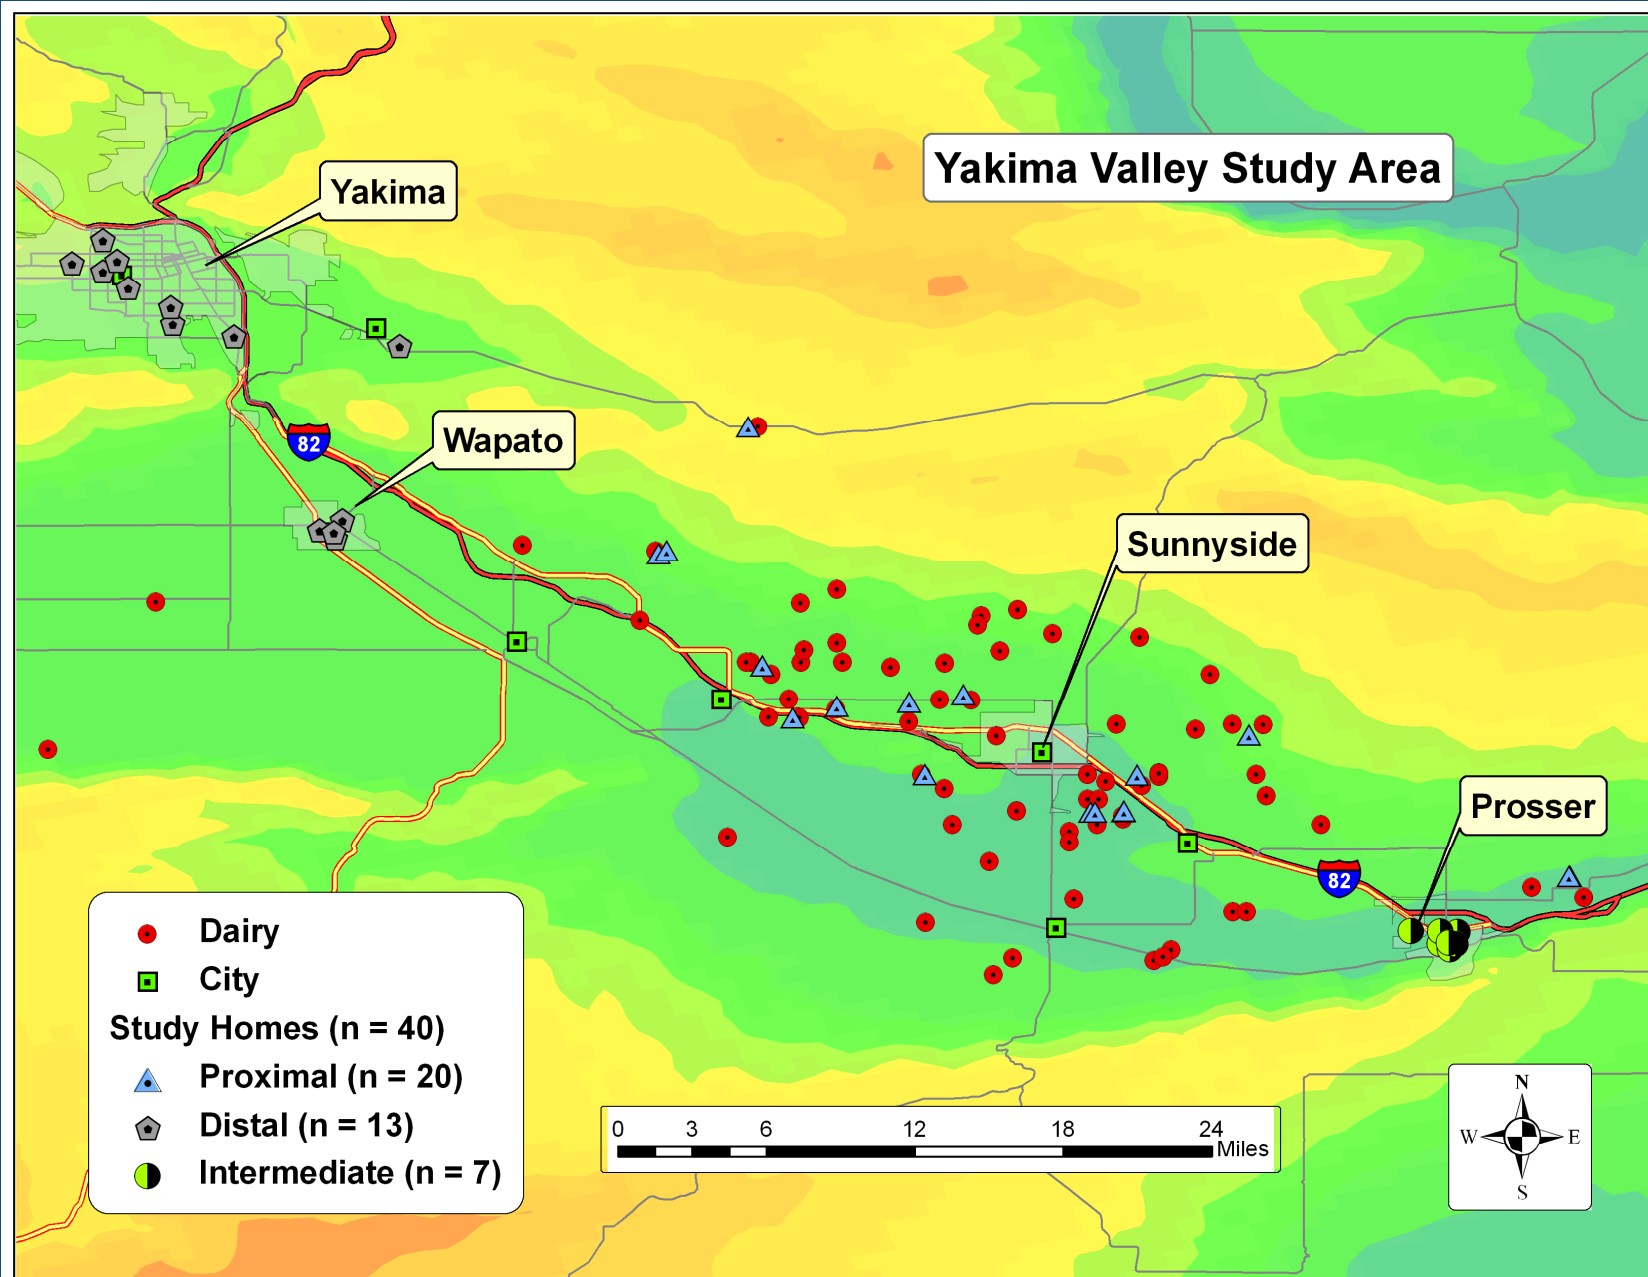 Yakima Valley Study Area
Yakima
82
Wapato
Sunnyside
Prosser
82
Dairy
City
Study Homes (n = 40)
Proximal (n = 20)
Distal (n = 13)
Intermediate (n = 7)
0 3 6 12 18 24
Miles
N
W E
S